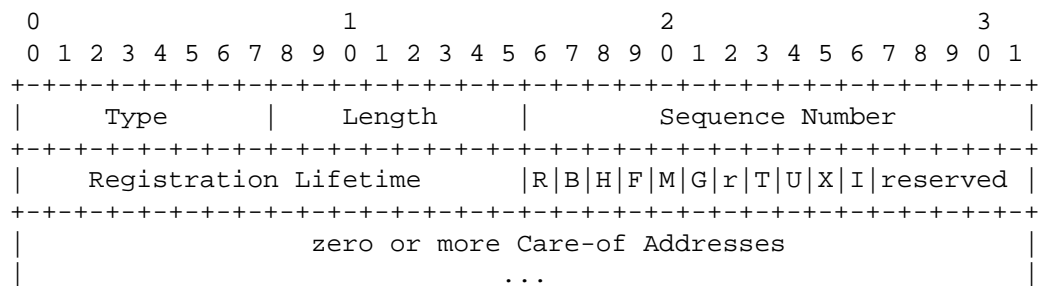 0                   1                   2                   3
 0 1 2 3 4 5 6 7 8 9 0 1 2 3 4 5 6 7 8 9 0 1 2 3 4 5 6 7 8 9 0 1
+-+-+-+-+-+-+-+-+-+-+-+-+-+-+-+-+-+-+-+-+-+-+-+-+-+-+-+-+-+-+-+-+
|     Type      |    Length     |        Sequence Number        |
+-+-+-+-+-+-+-+-+-+-+-+-+-+-+-+-+-+-+-+-+-+-+-+-+-+-+-+-+-+-+-+-+
|    Registration Lifetime      |R|B|H|F|M|G|r|T|U|X|I|reserved |
+-+-+-+-+-+-+-+-+-+-+-+-+-+-+-+-+-+-+-+-+-+-+-+-+-+-+-+-+-+-+-+-+
|                  zero or more Care-of Addresses               |
|                              ...                              |